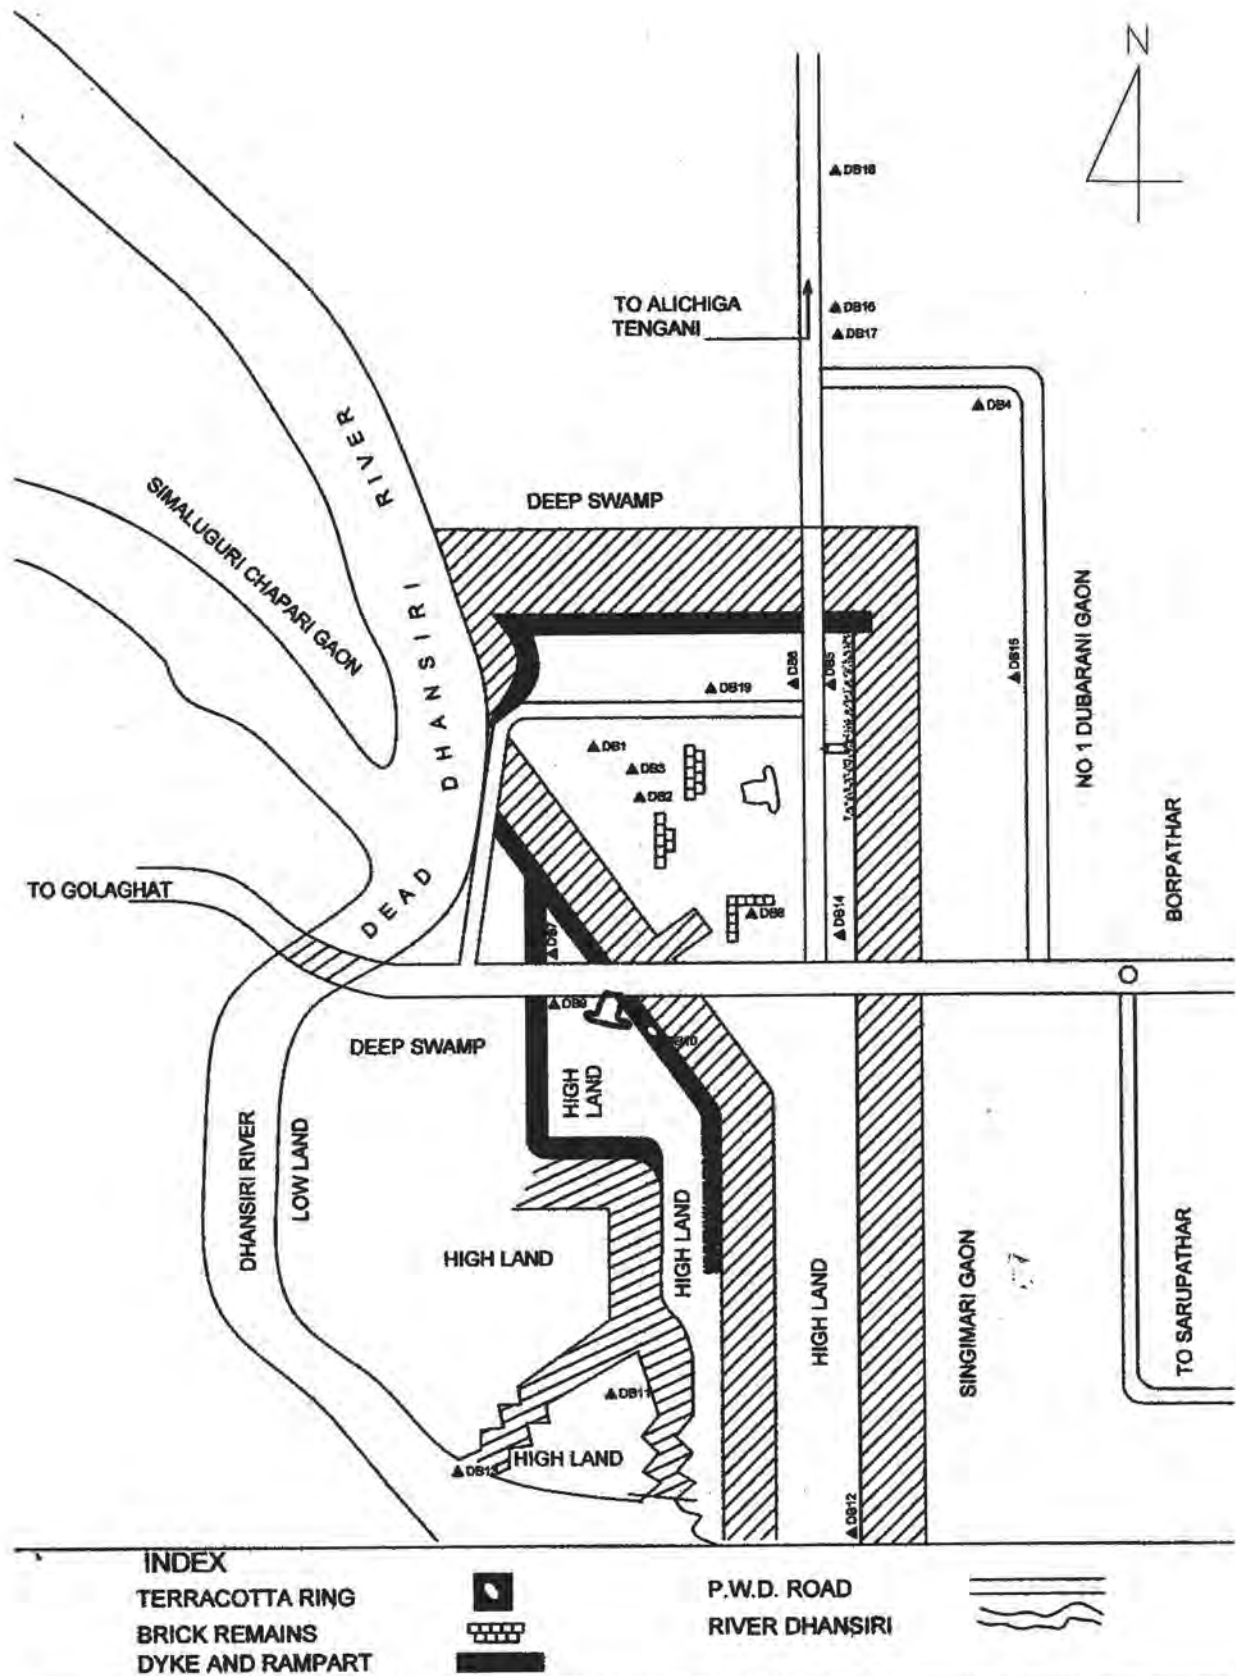 N
DB18
TO ALICHIGA
TENGANI
DB16
DB17
DB4
RIVER
SIMALUGURI CHAPARI GAON
DEEP SWAMP
DHANSIRI
NO 1 DUBARANI GAON
DB15
DB6
DB5
DB19
DB1
DB3
DB2
BORPATHAR
TO GOLAGHAT
DEAD
DB8
DB14
DB7
DB9
DB10
DEEP SWAMP
HIGH
LAND
DHANSIRI RIVER
LOW LAND
HIGH LAND
HIGH LAND
HIGH LAND
SINGIMARI GAON
TO SARUPATHAR
DB11
HIGH LAND
DB13
DB12
INDEX
TERRACOTTA RING
BRICK REMAINS
DYKE AND RAMPART
P.W.D. ROAD
RIVER DHANSIRI